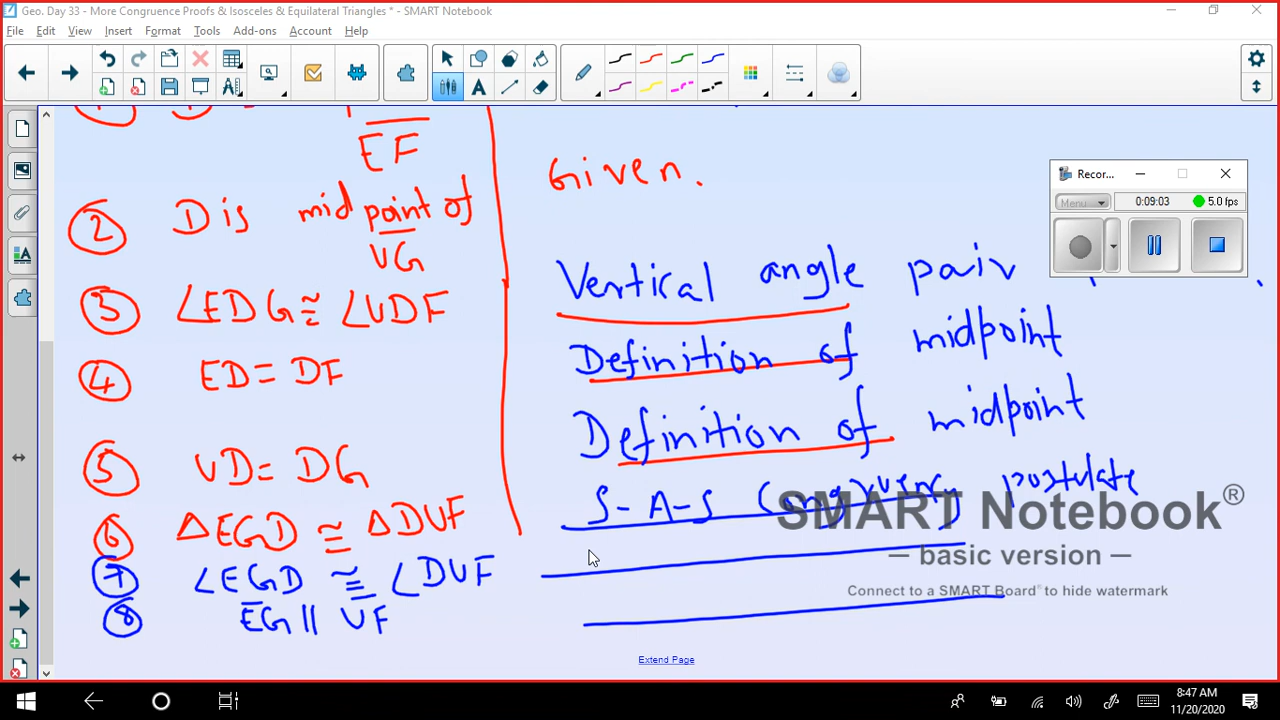 Geo. Day 33 - More Congruence Proofs & Isosceles & Equilateral Triangles * - SMART Notebook
File Edit View Insert Format Tools Add-ons Account Help
EF
Given.
Recor...
Menu
0:09:03 5.0 fps
② D is midpoint of
VG
Vertical angle pair
③ ∠EDG ≅ ∠VDF
Definition of midpoint
④ ED = DF
Definition of midpoint
⑤ VD = DG
S-A-S Congruency postulate
⑥ ΔEGD ≅ ΔDVF
SMART Notebook®
— basic version —
Connect to a SMART Board® to hide watermark
⑦ ∠EGD ≅ ∠DVF
⑧ EG || VF
Extend Page
8:47 AM
11/20/2020